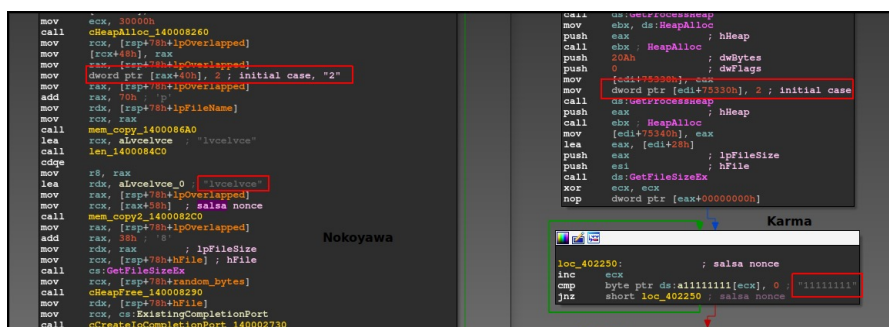 mov ecx, 30000h
call cHeapAlloc_140008260
mov rcx, [rsp+78h+lpOverlapped]
mov [rcx+48h], rax
mov rax, [rsp+78h+lpOverlapped]
mov dword ptr [rax+40h], 2 ; initial case, "2"
mov rax, [rsp+78h+lpOverlapped]
add rax, 70h ; 'p'
mov rdx, [rsp+78h+lpFileName]
mov rcx, rax
call mem_copy_1400086A0
lea rcx, aLvcelvce ; "lvcelvce"
call len_1400084C0
cdqe
mov r8, rax
lea rdx, aLvcelvce_0 ; "lvcelvce"
mov rax, [rsp+78h+lpOverlapped]
mov rcx, [rax+58h] ; salsa nonce
call mem_copy2_1400082C0
mov rax, [rsp+78h+lpOverlapped]
add rax, 38h ; '8'
mov rdx, rax ; lpFileSize
mov rcx, [rsp+78h+hFile] ; hFile
call cs:GetFileSizeEx
mov rcx, [rsp+78h+random_bytes]
call cHeapFree_140008290
mov rdx, [rsp+78h+hFile]
mov rcx, cs:ExistingCompletionPort
call cCreateIoCompletionPort_140002730
Nokoyawa
call ds:GetProcessHeap
mov ebx, ds:HeapAlloc
push eax ; hHeap
call ebx ; HeapAlloc
push 20Ah ; dwBytes
push 0 ; dwFlags
mov [edi+75338h], eax
mov dword ptr [edi+75330h], 2 ; initial case
call ds:GetProcessHeap
push eax ; hHeap
call ebx ; HeapAlloc
mov [edi+75340h], eax
lea eax, [edi+28h]
push eax ; lpFileSize
push esi ; hFile
call ds:GetFileSizeEx
xor ecx, ecx
nop dword ptr [eax+00000000h]
Karma
loc_402250: ; salsa nonce
inc ecx
cmp byte ptr ds:a11111111[ecx], 0 ; "11111111"
jnz short loc_402250 ; salsa nonce